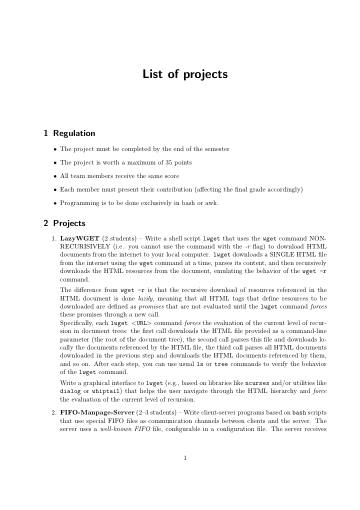 List of projects
1 Regulation
• The project must be completed by the end of the semester
• The project is worth a maximum of 35 points
• All team members receive the same score
• Each member must present their contribution (affecting the final grade accordingly)
• Programming is to be done exclusively in bash or awk.
2 Projects
1. LazyWGET (2 students) – Write a shell script lwget that uses the wget command NON-
RECURISIVELY (i.e. you cannot use the command with the -r flag) to download HTML
documents from the internet to your local computer. lwget downloads a SINGLE HTML file
from the internet using the wget command at a time, parses its content, and then recursively
downloads the HTML resources from the document, emulating the behavior of the wget -r
command.
The difference from wget -r is that the recursive download of resources referenced in the
HTML document is done lazily, meaning that all HTML tags that define resources to be
downloaded are defined as promises that are not evaluated until the lwget command forces
these promises through a new call.
Specifically, each lwget <URL> command forces the evaluation of the current level of recur-
sion in document trees: the first call downloads the HTML file provided as a command-line
parameter (the root of the document tree), the second call parses this file and downloads lo-
cally the documents referenced by the HTML file, the third call parses all HTML documents
downloaded in the previous step and downloads the HTML documents referenced by them,
and so on. After each step, you can use usual ls or tree commands to verify the behavior
of the lwget command.
Write a graphical interface to lwget (e.g., based on libraries like ncurses and/or utilities like
dialog or whiptail) that helps the user navigate through the HTML hierarchy and force
the evaluation of the current level of recursion.
2. FIFO-Manpage-Server (2–3 students) – Write client-server programs based on bash scripts
that use special FIFO files as communication channels between clients and the server. The
server uses a well-known FIFO file, configurable in a configuration file. The server receives
1